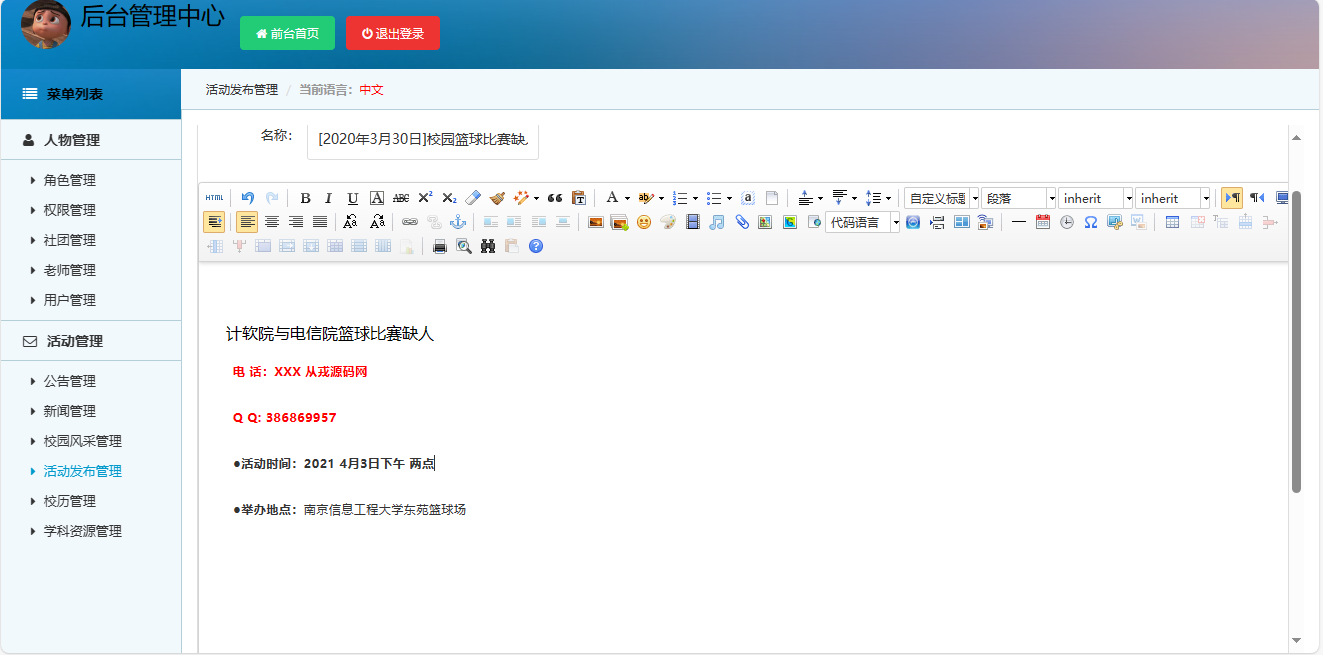 后台管理中心
前台首页
退出登录
菜单列表
人物管理
角色管理
权限管理
社团管理
老师管理
用户管理
活动管理
公告管理
新闻管理
校园风采管理
活动发布管理
校历管理
学科资源管理
活动发布管理 / 当前语言：中文
名称：
[2020年3月30日]校园篮球比赛缺
HTML
自定义标题
段落
inherit
inherit
代码语言
计软院与电信院篮球比赛缺人
电 话：XXX 从戎源码网
Q Q: 386869957
●活动时间：2021 4月3日下午 两点
●举办地点：南京信息工程大学东苑篮球场